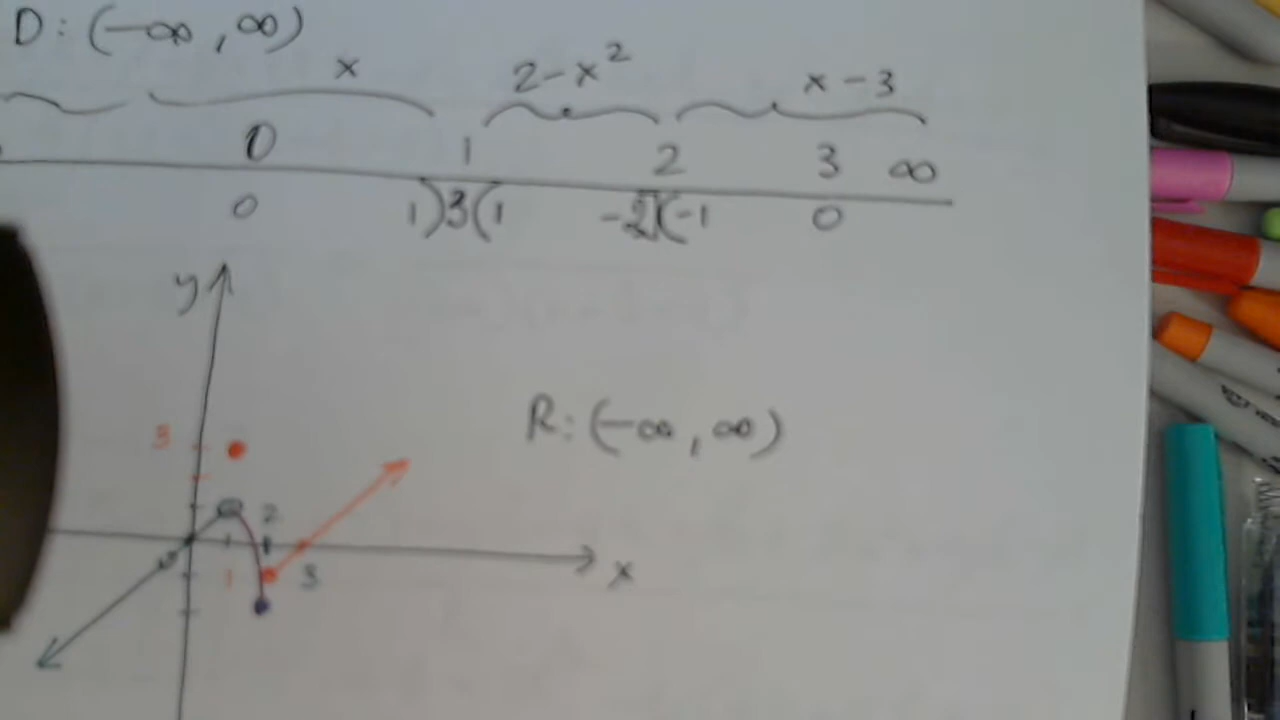 D: (-∞, ∞)
x 2-x² x-3
0 1 2 3 ∞
0 1)3(1 -2](-1 0
y
3
R: (-∞, ∞)
2
1 3
x